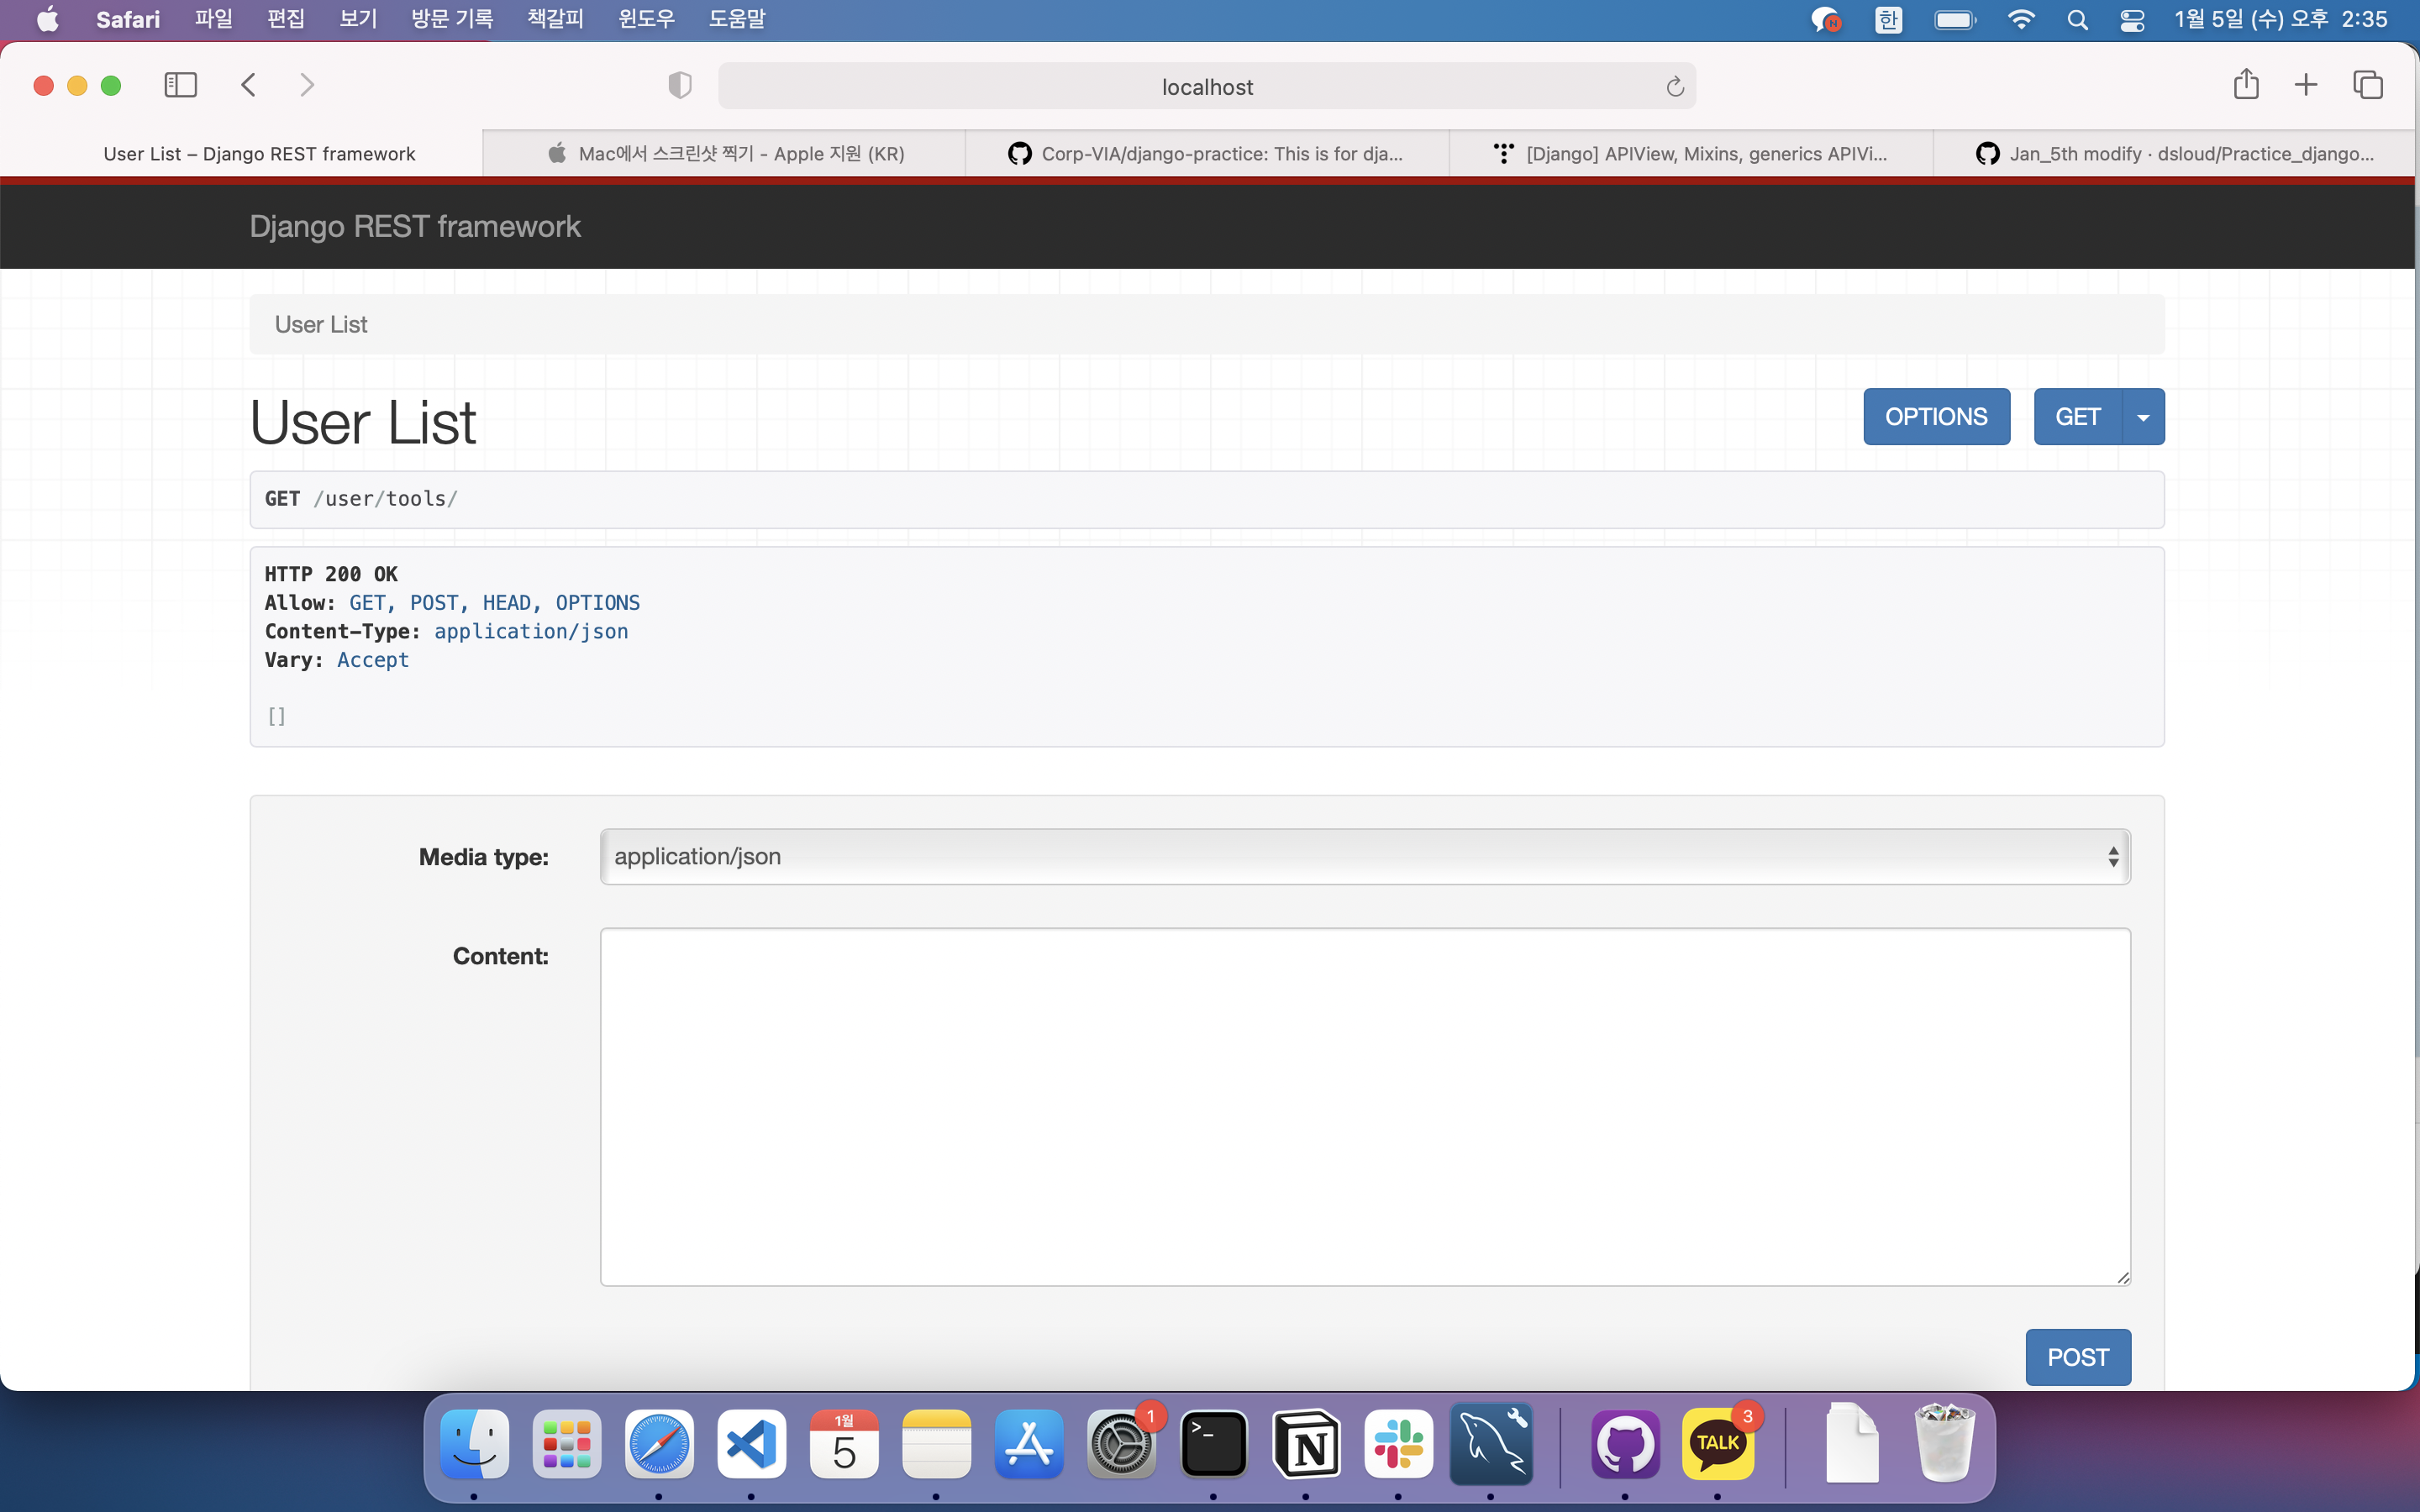 Safari 파일 편집 보기 방문 기록 책갈피 윈도우 도움말 한 1월 5일 (수) 오후 2:35
localhost
User List – Django REST framework
Mac에서 스크린샷 찍기 - Apple 지원 (KR)
Corp-VIA/django-practice: This is for dja...
[Django] APIView, Mixins, generics APIVi...
Jan_5th modify · dsloud/Practice_django...
Django REST framework
User List
User List
OPTIONS
GET
GET /user/tools/
HTTP 200 OK
Allow: GET, POST, HEAD, OPTIONS
Content-Type: application/json
Vary: Accept
[]
Media type:
application/json
Content:
POST
1월
5
1
>_
N
TALK
3